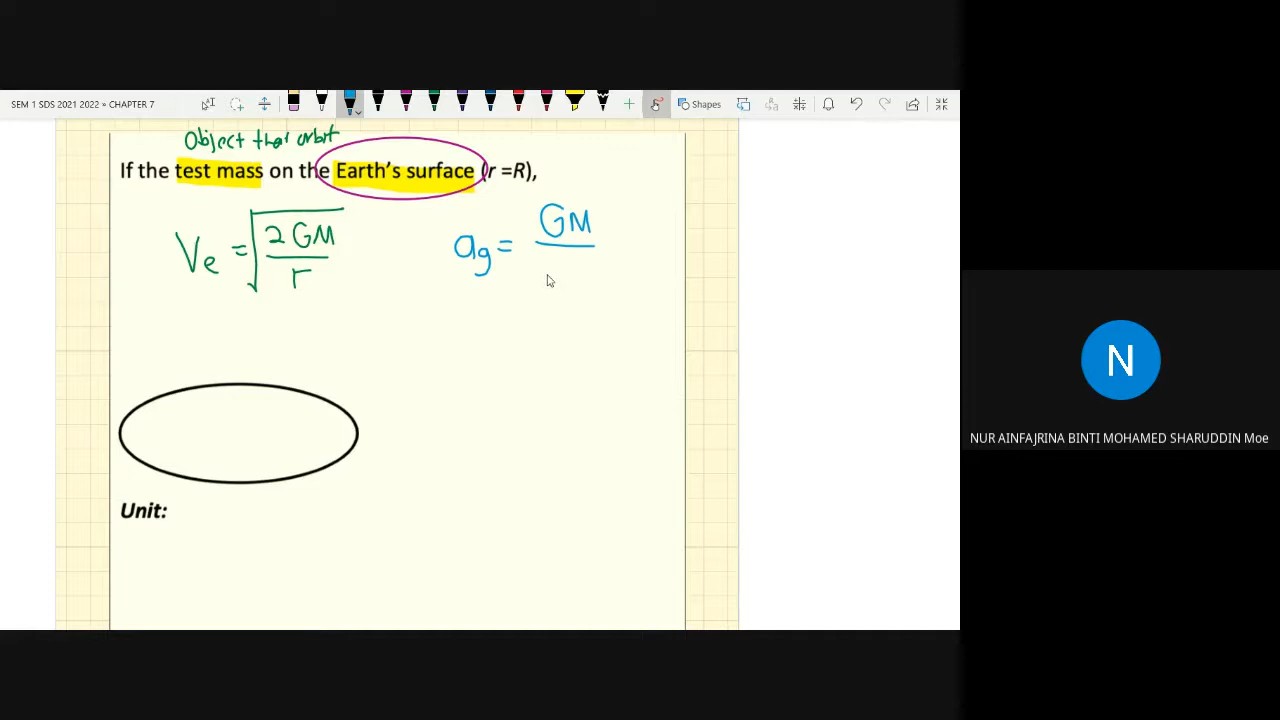 SEM 1 SDS 2021 2022 » CHAPTER 7
Shapes
Object that orbit
If the test mass on the Earth's surface (r =R),
Ve = √2GM/r
ag = GM
Unit:
N
NUR AINFAJRINA BINTI MOHAMED SHARUDDIN Moe